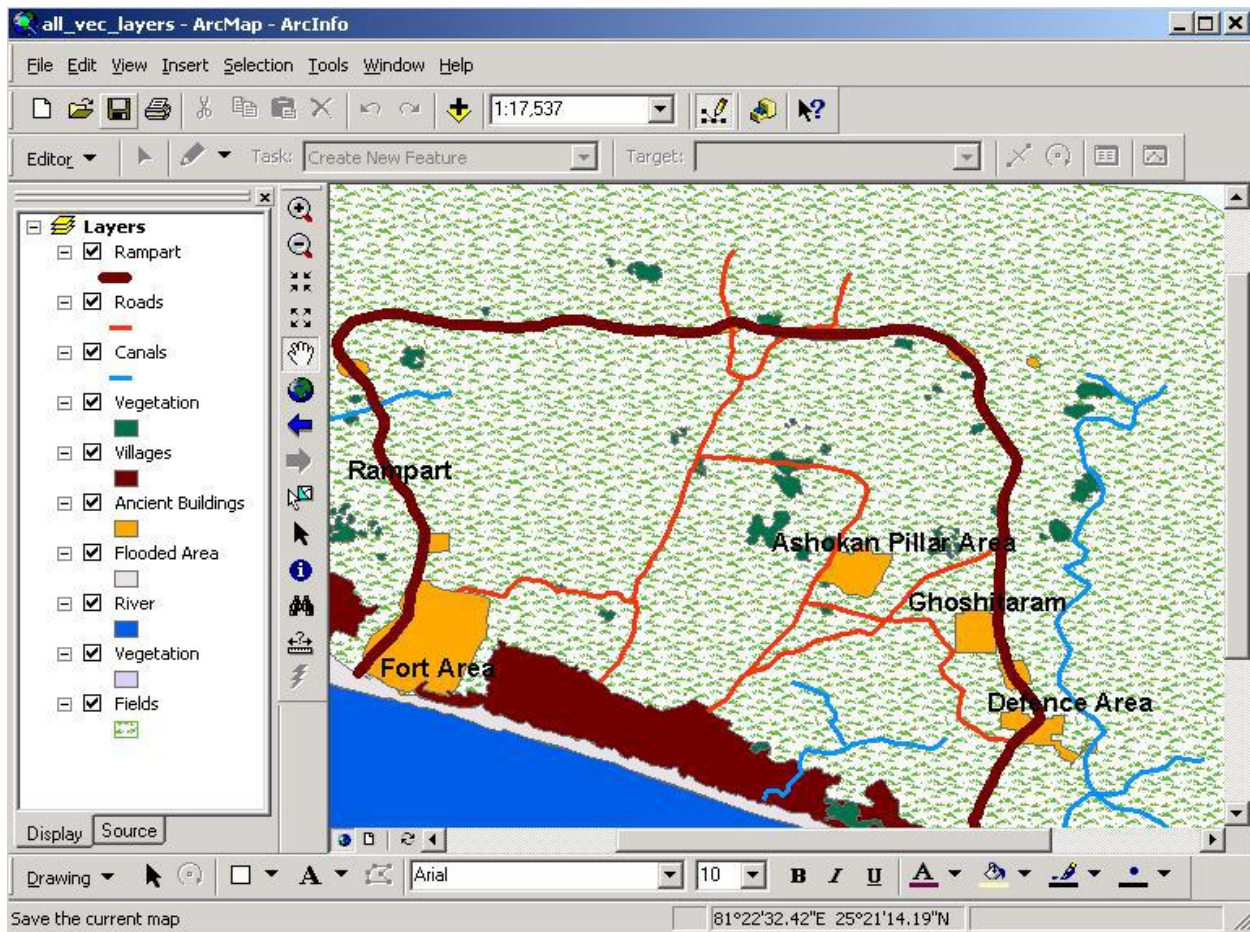 all_vec_layers - ArcMap - ArcInfo
File Edit View Insert Selection Tools Window Help
1:17,537
Editor Task: Create New Feature Target:
Layers
Rampart
Roads
Canals
Vegetation
Villages
Ancient Buildings
Flooded Area
River
Vegetation
Fields
Display Source
Rampart
Ashokan Pillar Area
Ghoshitaram
Fort Area
Defence Area
Drawing A Arial 10 B I U A
Save the current map 81°22'32.42"E 25°21'14.19"N